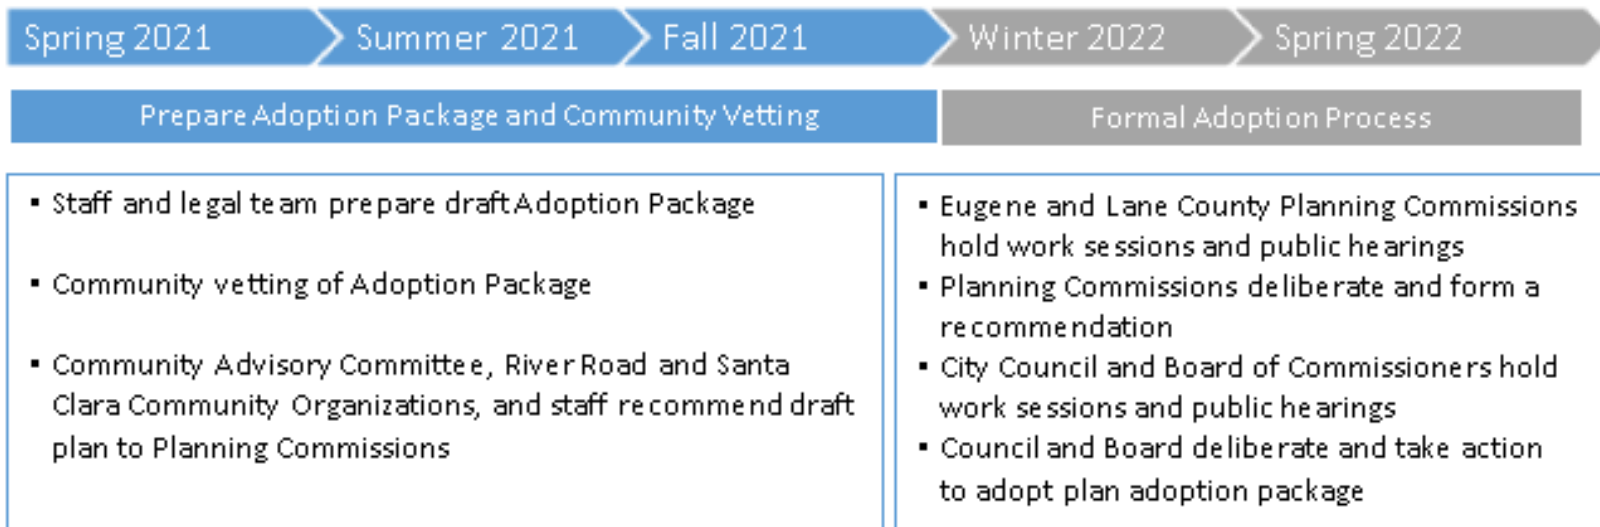 Spring 2021 Summer 2021 Fall 2021 Winter 2022 Spring 2022
Prepare Adoption Package and Community Vetting
Formal Adoption Process
▪ Staff and legal team prepare draft Adoption Package
▪ Community vetting of Adoption Package
▪ Community Advisory Committee, River Road and Santa
Clara Community Organizations, and staff recommend draft
plan to Planning Commissions
▪ Eugene and Lane County Planning Commissions
hold work sessions and public hearings
▪ Planning Commissions deliberate and form a
recommendation
▪ City Council and Board of Commissioners hold
work sessions and public hearings
▪ Council and Board deliberate and take action
to adopt plan adoption package